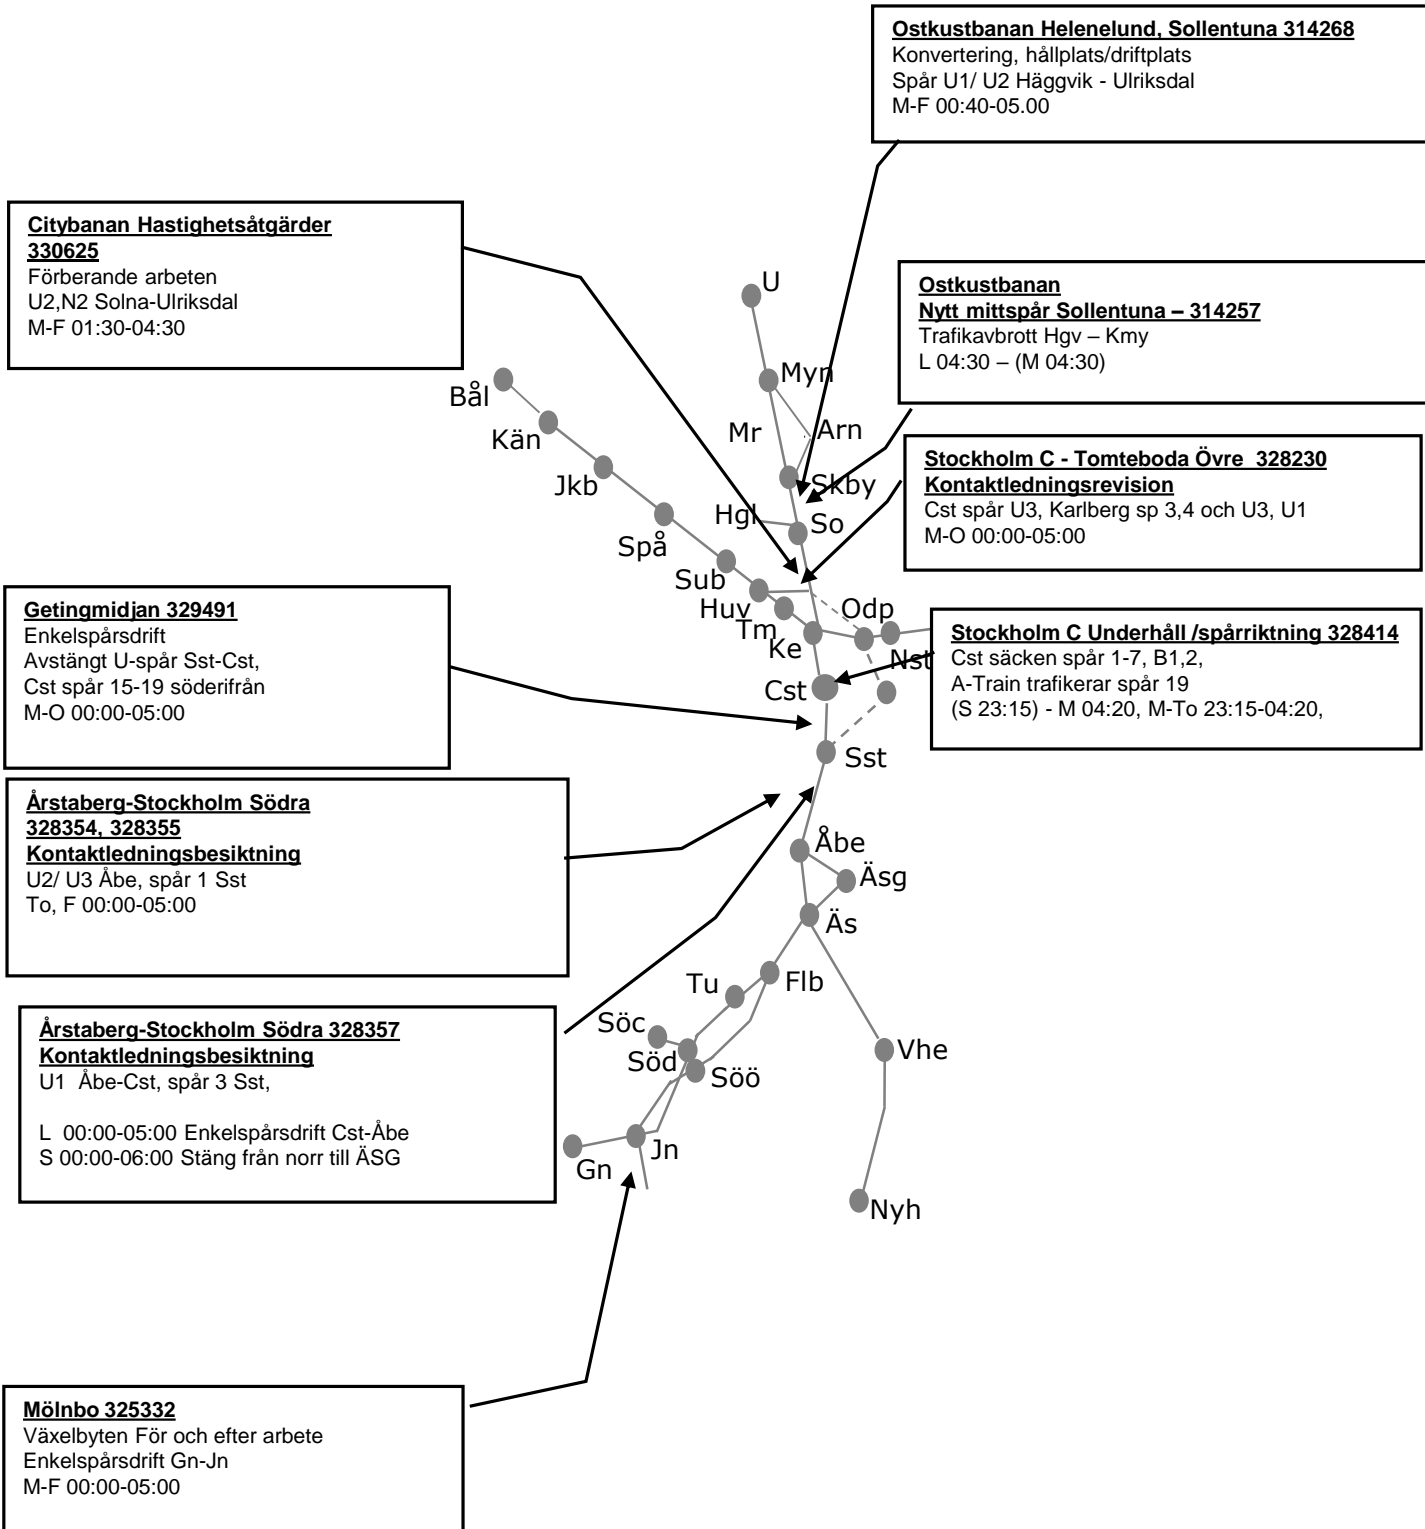 Ostkustbanan Helenelund, Sollentuna 314268
Konvertering, hållplats/driftplats
Spår U1/ U2 Häggvik - Ulriksdal
M-F 00:40-05.00
Citybanan Hastighetsåtgärder
330625
Förberande arbeten
U2,N2 Solna-Ulriksdal
M-F 01:30-04:30
Ostkustbanan
Nytt mittspår Sollentuna – 314257
Trafikavbrott Hgv – Kmy
L 04:30 – (M 04:30)
Stockholm C - Tomteboda Övre  328230
Kontaktledningsrevision
Cst spår U3, Karlberg sp 3,4 och U3, U1
M-O 00:00-05:00
Getingmidjan 329491
Enkelspårsdrift
Avstängt U-spår Sst-Cst,
Cst spår 15-19 söderifrån
M-O 00:00-05:00
Stockholm C Underhåll /spårriktning 328414
Cst säcken spår 1-7, B1,2,
A-Train trafikerar spår 19
(S 23:15) - M 04:20, M-To 23:15-04:20,
Årstaberg-Stockholm Södra
328354, 328355
Kontaktledningsbesiktning
U2/ U3 Åbe, spår 1 Sst
To, F 00:00-05:00
Årstaberg-Stockholm Södra 328357
Kontaktledningsbesiktning
U1  Åbe-Cst, spår 3 Sst,
L  00:00-05:00 Enkelspårsdrift Cst-Åbe
S 00:00-06:00 Stäng från norr till ÄSG
Mölnbo 325332
Växelbyten För och efter arbete
Enkelspårsdrift Gn-Jn
M-F 00:00-05:00
U
Myn
Bål
Arn
Mr
Kän
Skby
Jkb
Hgl
So
Spå
Sub
Huv
Odp
Tm
Ke
Nst
Cst
Sst
Åbe
Äsg
Äs
Flb
Tu
Söc
Söd
Söö
Vhe
Jn
Gn
Nyh